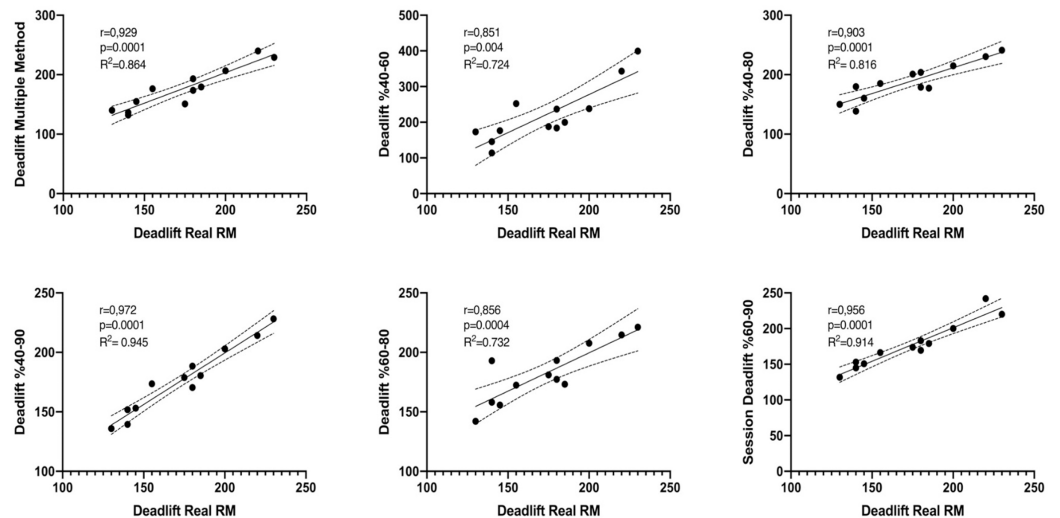 300
200
100
0
100
150
200
250
Deadlift Multiple Method
Deadlift Real RM
r=0,929
p=0.0001
R²=0.864
500
400
300
200
100
0
100
150
200
250
Deadlift %40-60
Deadlift Real RM
r=0,851
p=0.004
R²=0.724
300
200
100
0
100
150
200
250
Deadlift %40-80
Deadlift Real RM
r=0,903
p=0.0001
R²= 0.816
250
200
150
100
100
150
200
250
Deadlift %40-90
Deadlift Real RM
r=0,972
p=0.0001
R²= 0.945
250
200
150
100
100
150
200
250
Deadlift %60-80
Deadlift Real RM
r=0,856
p=0.0004
R²=0.732
250
200
150
100
50
0
100
150
200
250
Session Deadlift %60-90
Deadlift Real RM
r=0,956
p=0.0001
R²=0.914